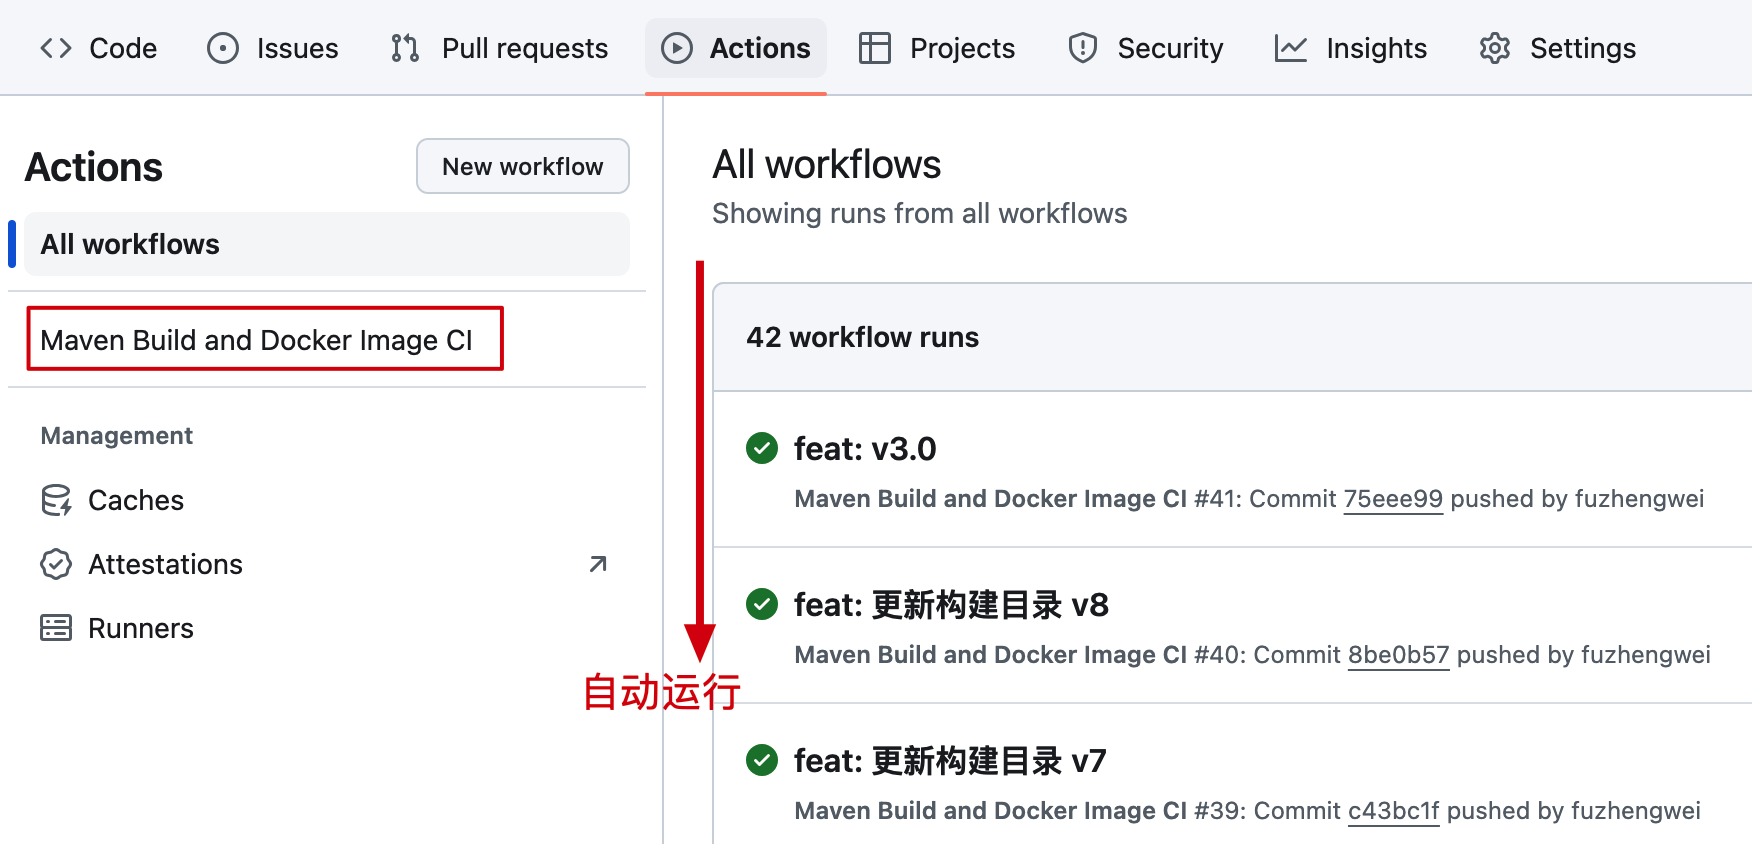 Code Issues Pull requests Actions Projects Security Insights Settings
Actions
New workflow
All workflows
Maven Build and Docker Image CI
Management
Caches
Attestations
Runners
All workflows
Showing runs from all workflows
42 workflow runs
feat: v3.0
Maven Build and Docker Image CI #41: Commit 75eee99 pushed by fuzhengwei
feat: 更新构建目录 v8
Maven Build and Docker Image CI #40: Commit 8be0b57 pushed by fuzhengwei
自动运行
feat: 更新构建目录 v7
Maven Build and Docker Image CI #39: Commit c43bc1f pushed by fuzhengwei